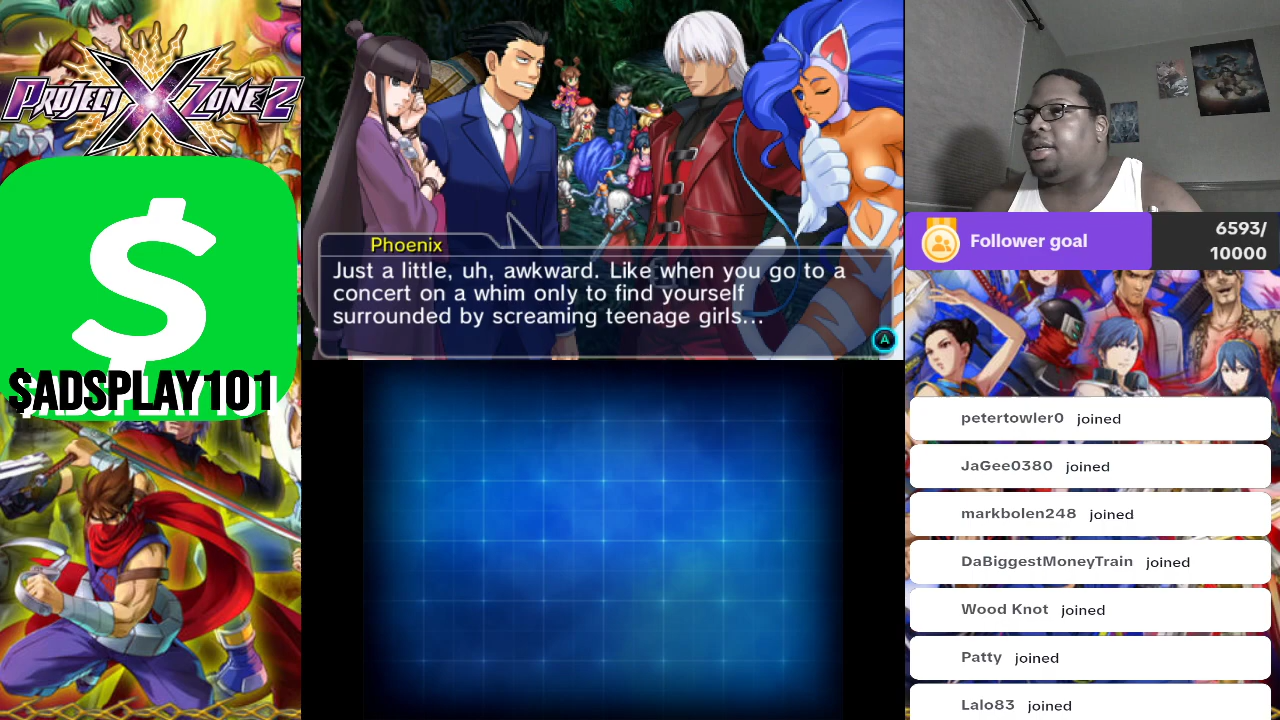 PROJECT X ZONE 2
$
$ADSPLAY101
Phoenix
Just a little, uh, awkward. Like when you go to a
concert on a whim only to find yourself
surrounded by screaming teenage girls...
A
Follower goal
6593/
10000
petertowler0 joined
JaGee0380 joined
markbolen248 joined
DaBiggestMoneyTrain joined
Wood Knot joined
Patty joined
Lalo83 joined